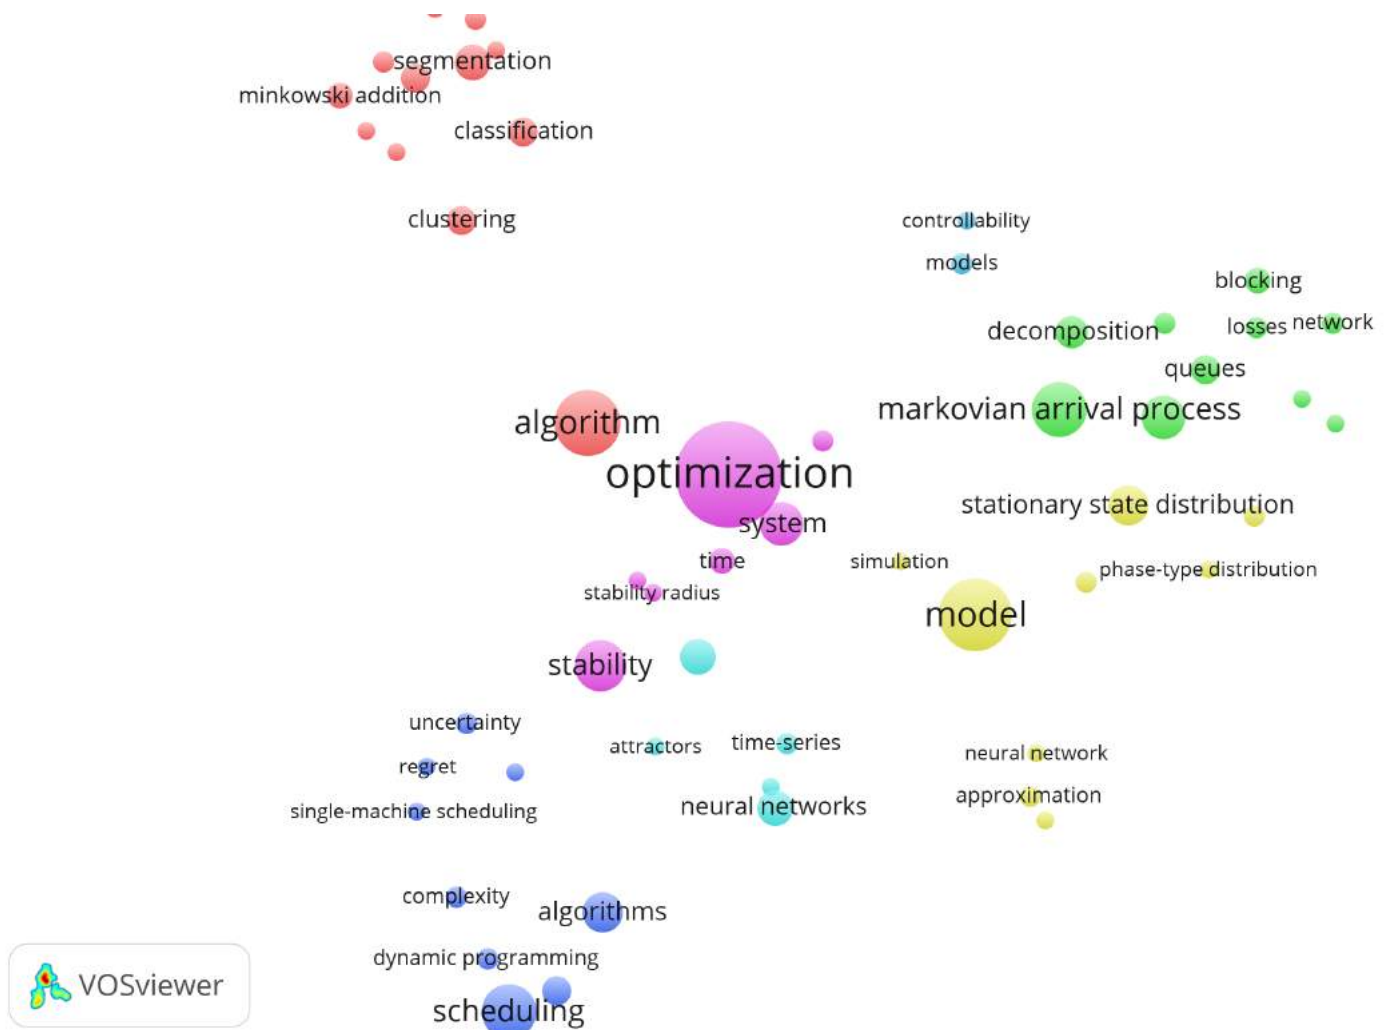 segmentation
minkowski addition
classification
clustering
controllability
models
blocking
decomposition
losses
network
queues
markovian arrival process
algorithm
optimization
system
stationary state distribution
time
simulation
phase-type distribution
stability radius
model
stability
uncertainty
attractors
time-series
neural network
regret
approximation
single-machine scheduling
neural networks
complexity
algorithms
dynamic programming
VOSviewer
scheduling